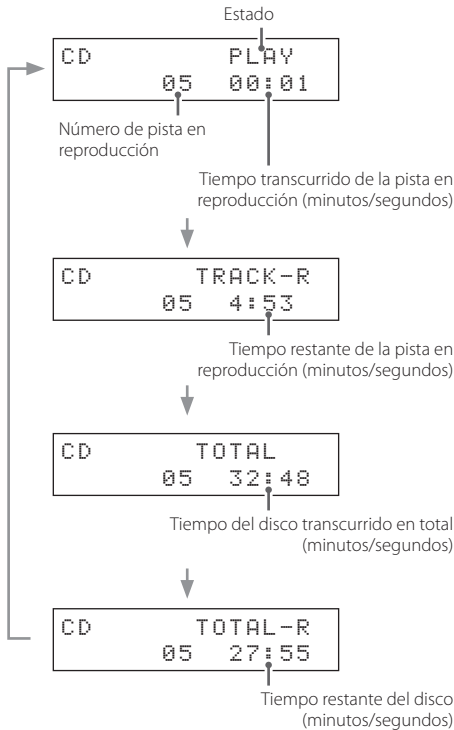 Estado
CD PLAY
05 00:01
Número de pista en
reproducción
Tiempo transcurrido de la pista en
reproducción (minutos/segundos)
CD TRACK-R
05 4:53
Tiempo restante de la pista en
reproducción (minutos/segundos)
CD TOTAL
05 32:48
Tiempo del disco transcurrido en total
(minutos/segundos)
CD TOTAL-R
05 27:55
Tiempo restante del disco
(minutos/segundos)